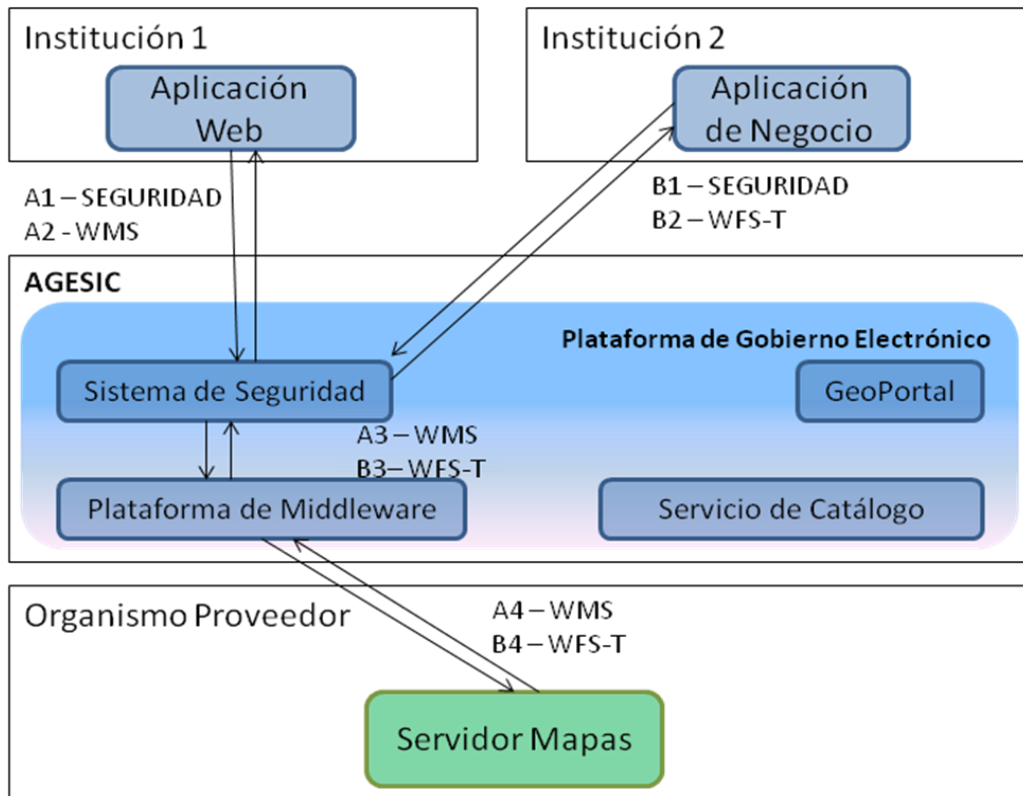 Institución 1
Aplicación
Web
Institución 2
Aplicación
de Negocio
A1 – SEGURIDAD
A2 - WMS
B1 – SEGURIDAD
B2 – WFS-T
AGESIC
Plataforma de Gobierno Electrónico
Sistema de Seguridad
GeoPortal
A3 – WMS
B3– WFS-T
Plataforma de Middleware
Servicio de Catálogo
Organismo Proveedor
A4 – WMS
B4 – WFS-T
Servidor Mapas